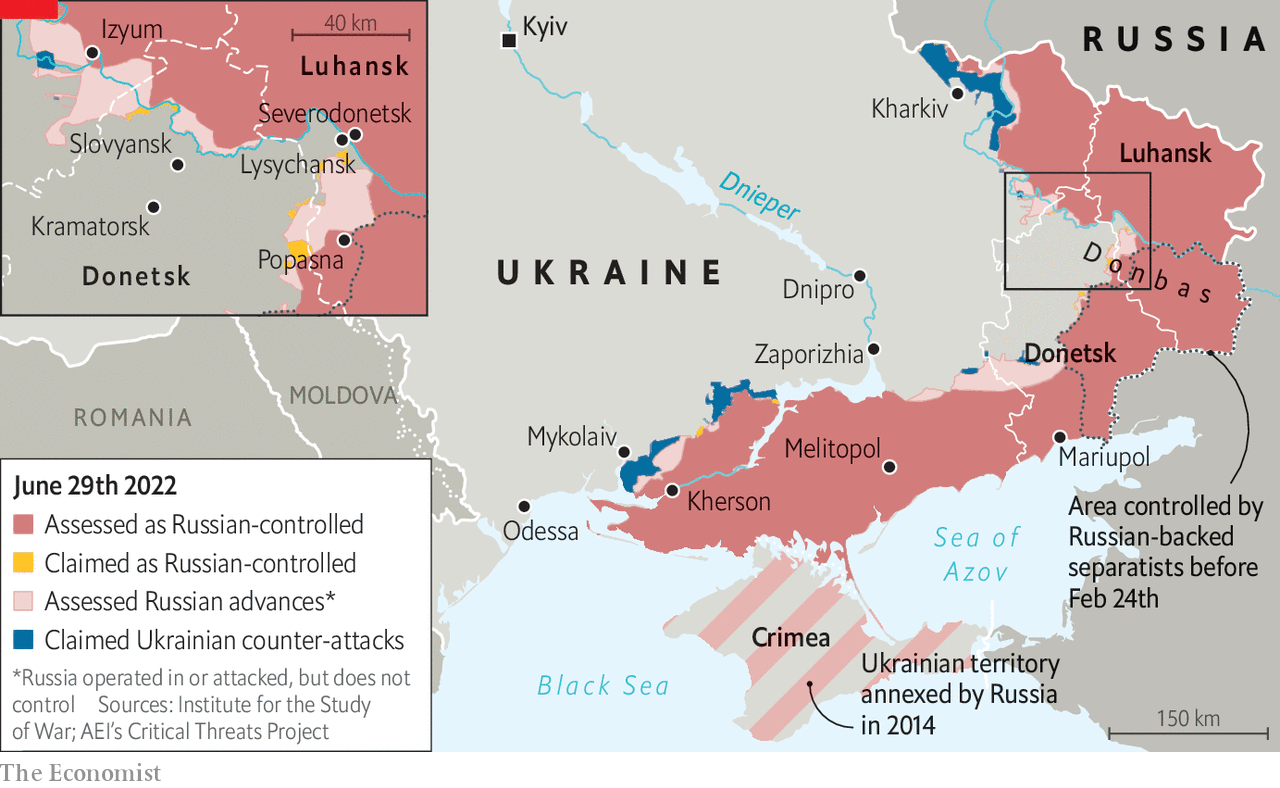 Izyum
40 km
Luhansk
Severodonetsk
Slovyansk
Lysychansk
Kramatorsk
Popasna
Donetsk
Kyiv
RUSSIA
Kharkiv
Luhansk
Dnieper
UKRAINE
Donbas
Dnipro
Zaporizhia
Donetsk
MOLDOVA
ROMANIA
Mykolaiv
Melitopol
Mariupol
Kherson
Odessa
Sea of
Azov
Area controlled by
Russian-backed
separatists before
Feb 24th
Crimea
Ukrainian territory
annexed by Russia
in 2014
Black Sea
150 km
June 29th 2022
Assessed as Russian-controlled
Claimed as Russian-controlled
Assessed Russian advances*
Claimed Ukrainian counter-attacks
*Russia operated in or attacked, but does not
control Sources: Institute for the Study
of War; AEI's Critical Threats Project
The Economist